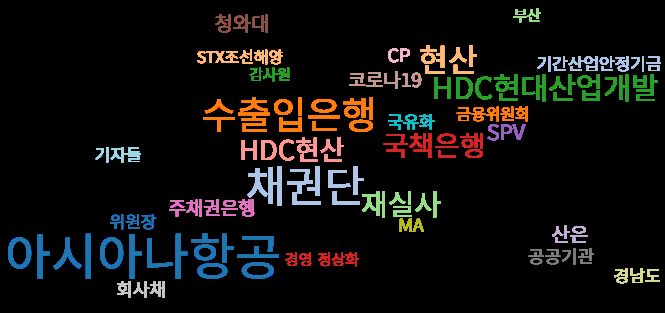 부산
청와대
STX조선해양
CP
현산
기간산업안정기금
감사원
코로나19
HDC현대산업개발
수출입은행
국유화
금융위원회
SPV
기자들
HDC현산
국책은행
채권단
재실사
주채권은행
위원장
MA
산은
아시아나항공
경영 정상화
공공기관
경남도
회사채